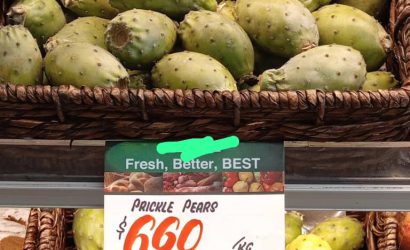 Fresh, Better, BEST
PRICKLE PEARS
$660
/KG